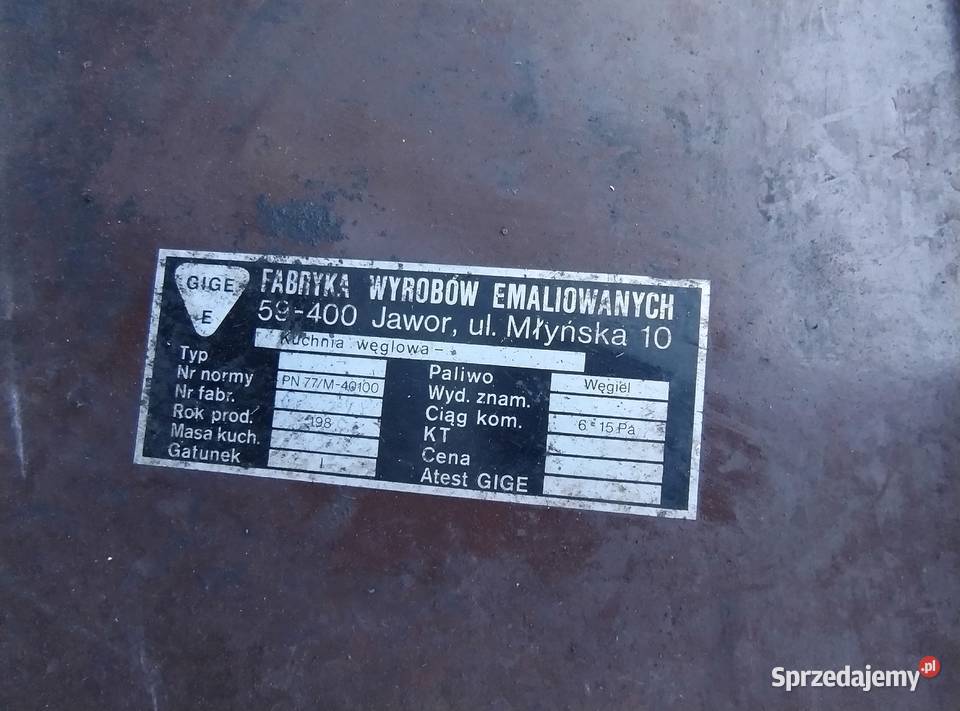 GIGE
E
FABRYKA WYROBÓW EMALIOWANYCH
59-400 Jawor, ul. Młyńska 10
Kuchnia węglowa -
Typ
Nr normy PN 77/M-40100
Nr fabr.
Rok prod. 198
Masa kuch.
Gatunek I
Paliwo Węgiel
Wyd. znam.
Ciąg kom. 6-15 Pa
KT
Cena
Atest GIGE
Sprzedajemy.pl